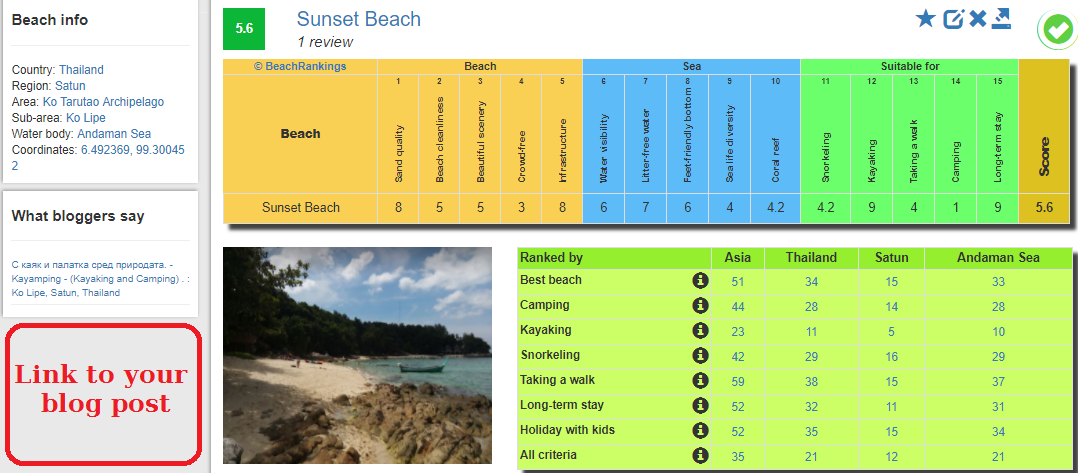 Beach info
Country: Thailand
Region: Satun
Area: Ko Tarutao Archipelago
Sub-area: Ko Lipe
Water body: Andaman Sea
Coordinates: 6.492369, 99.30045
2
What bloggers say
С каяк и палатка сред природата. -
Kayamping - (Kayaking and Camping) . :
Ko Lipe, Satun, Thailand
Link to your
blog post
5.6
Sunset Beach
1 review
© BeachRankings Beach Sea Suitable for
1 2 3 4 5 6 7 8 9 10 11 12 13 14 15
Beach
Sand quality
Beach cleanliness
Beautiful scenery
Crowd-free
Infrastructure
Water visibility
Litter-free water
Feet-friendly bottom
Sea life diversity
Coral reef
Snorkeling
Kayaking
Taking a walk
Camping
Long-term stay
Score
Sunset Beach 8 5 5 3 8 6 7 6 4 4.2 4.2 9 4 1 9 5.6
Ranked by Asia Thailand Satun Andaman Sea
Best beach 51 34 15 33
Camping 44 28 14 28
Kayaking 23 11 5 10
Snorkeling 42 29 16 29
Taking a walk 59 38 15 37
Long-term stay 52 32 11 31
Holiday with kids 52 35 15 34
All criteria 35 21 12 21